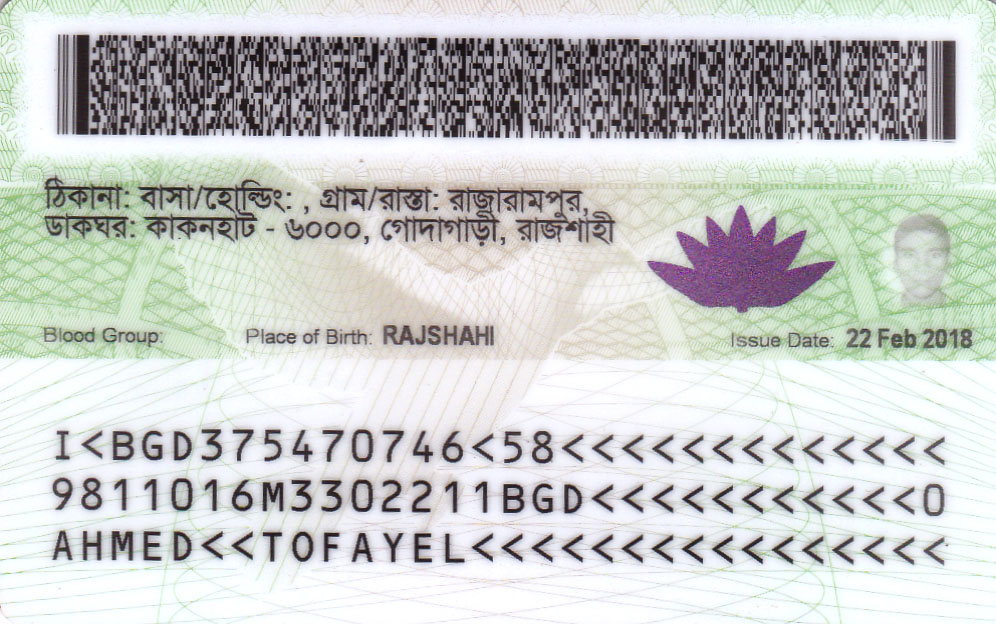 ঠিকানা: বাসা/হোল্ডিং: , গ্রাম/রাস্তা: রাজারামপুর,
ডাকঘর: কাকনহাট - ৬০০০, গোদাগাড়ী, রাজশাহী
Blood Group: Place of Birth: RAJSHAHI Issue Date: 22 Feb 2018
I<BGD375470746<58<<<<<<<<<<<<<
9811016M3302211BGD<<<<<<<<<<<0
AHMED<<TOFAYEL<<<<<<<<<<<<<<<<